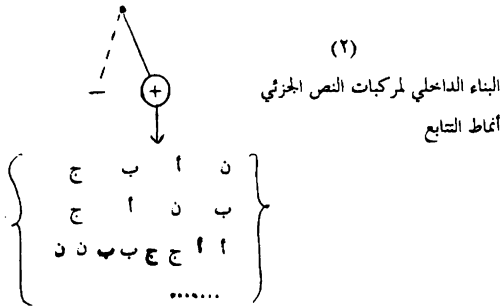 (٢)
البناء الداخلي لمركبات النص الجزئي
أنماط التتابع
− +
ن أ ب ج
ب ن أ ج
أ أ ج ج ب ب ن ن
.......